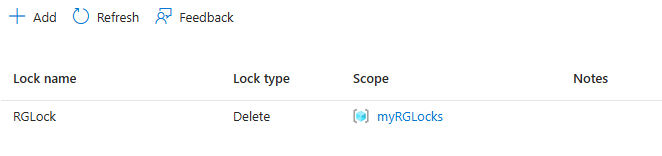 Add Refresh Feedback
Lock name Lock type Scope Notes
RGLock Delete myRGLocks